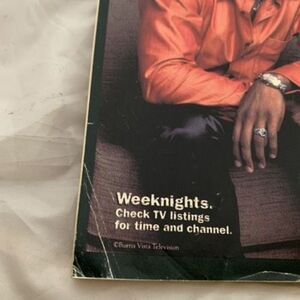 Weeknights.
Check TV listings
for time and channel.
©Buena Vista Television